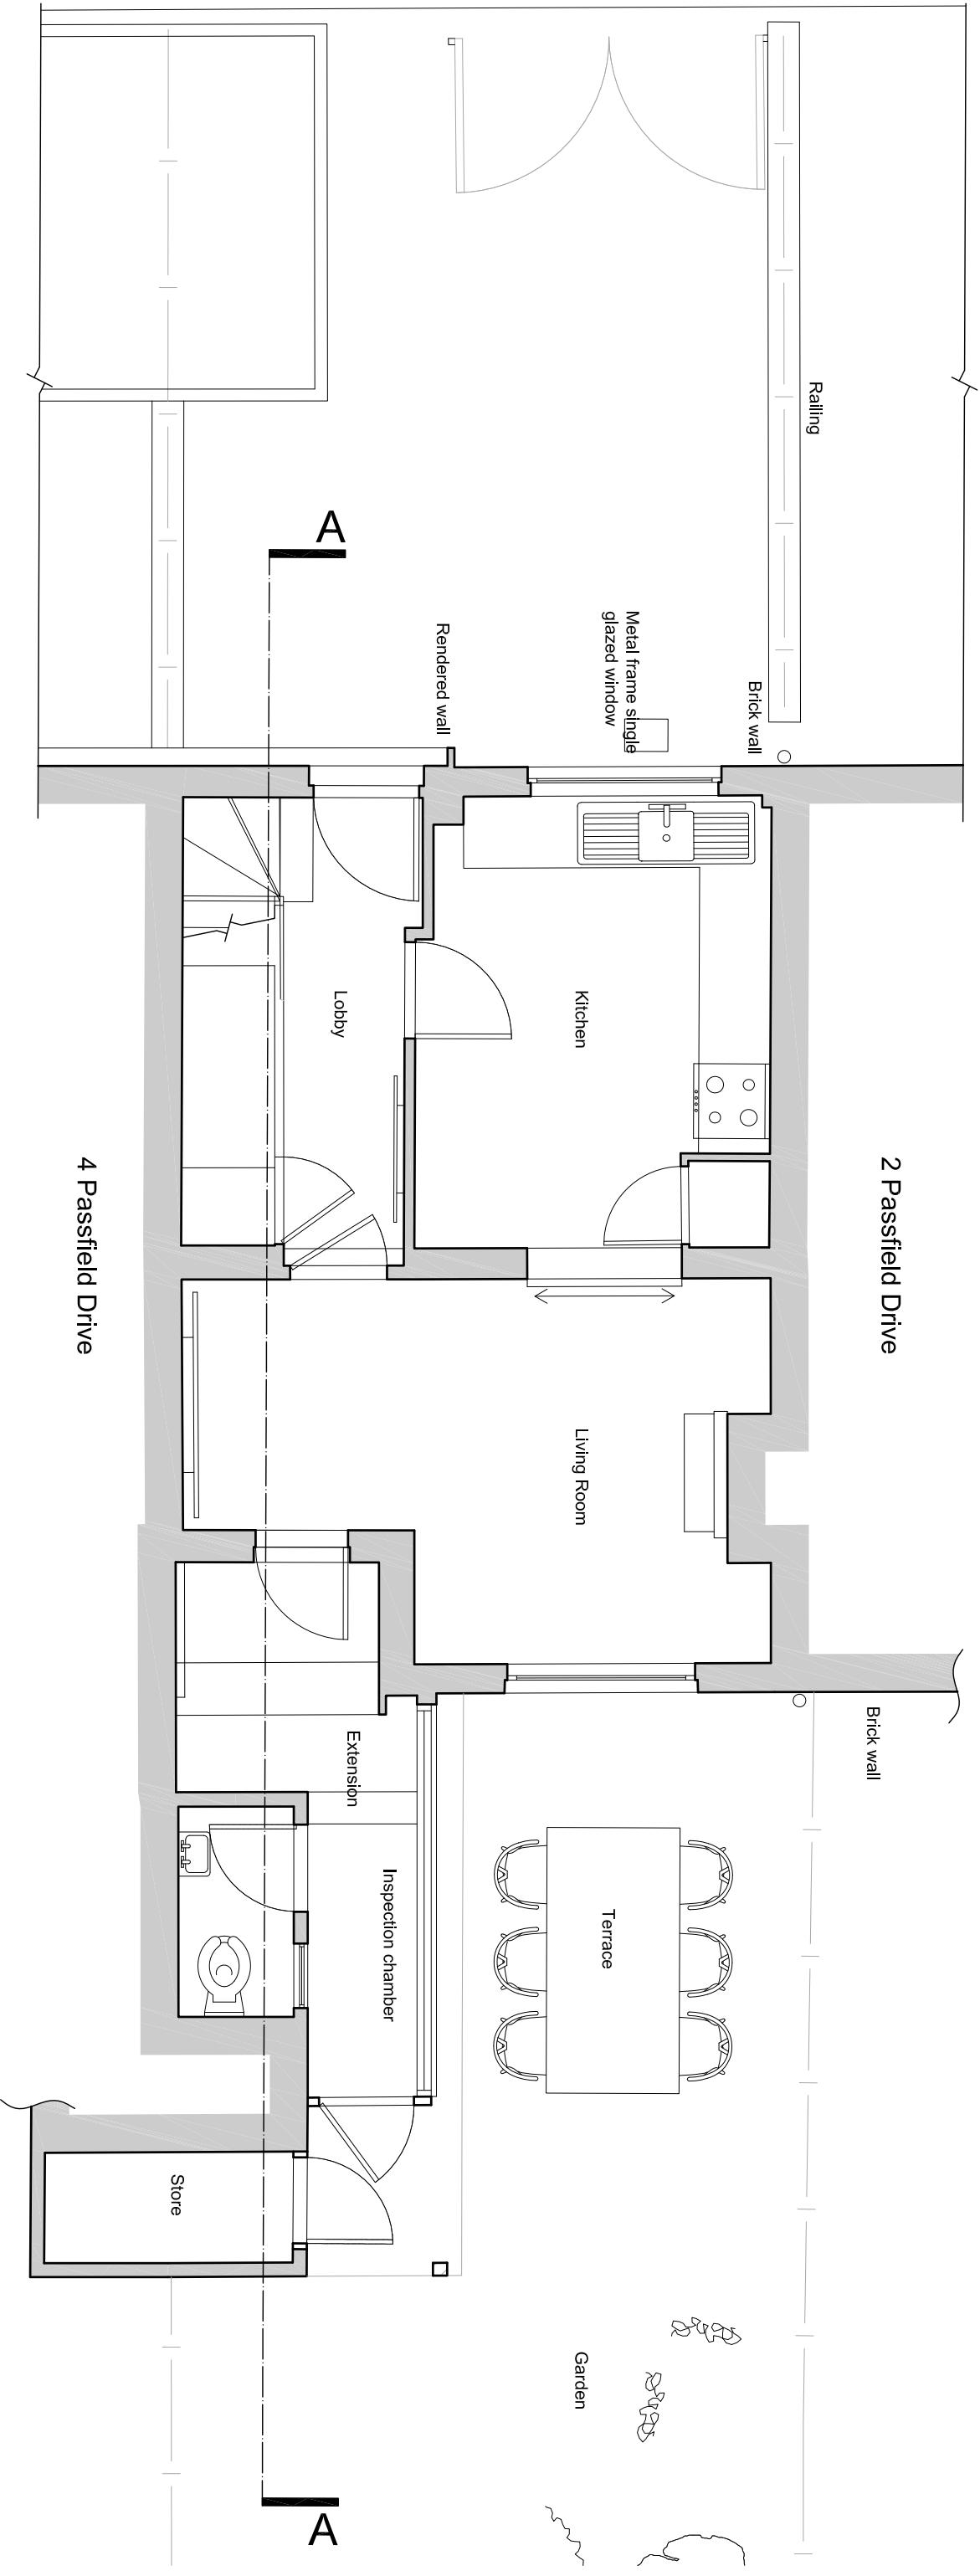 Railing
A
Metal frame single
glazed window
Rendered wall
Brick wall
Kitchen
Lobby
2 Passfield Drive
4 Passfield Drive
Living Room
Brick wall
Extension
Inspection chamber
Terrace
Store
Garden
A